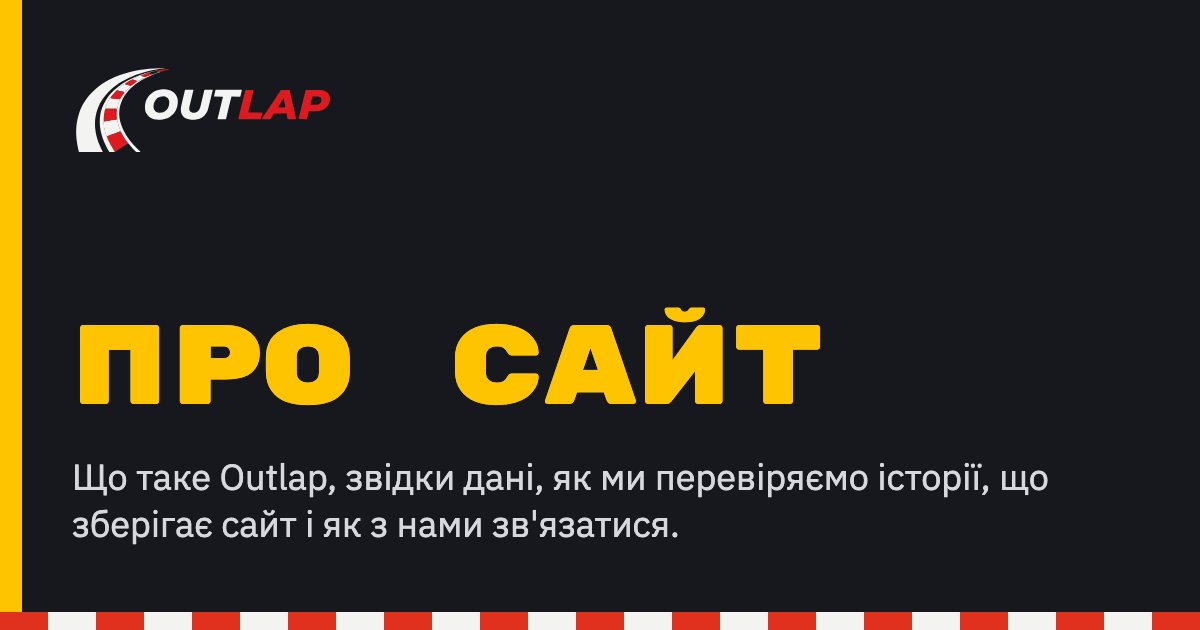 OUTLAP
ПРО САЙТ
Що таке Outlap, звідки дані, як ми перевіряємо історії, що
зберігає сайт і як з нами зв'язатися.